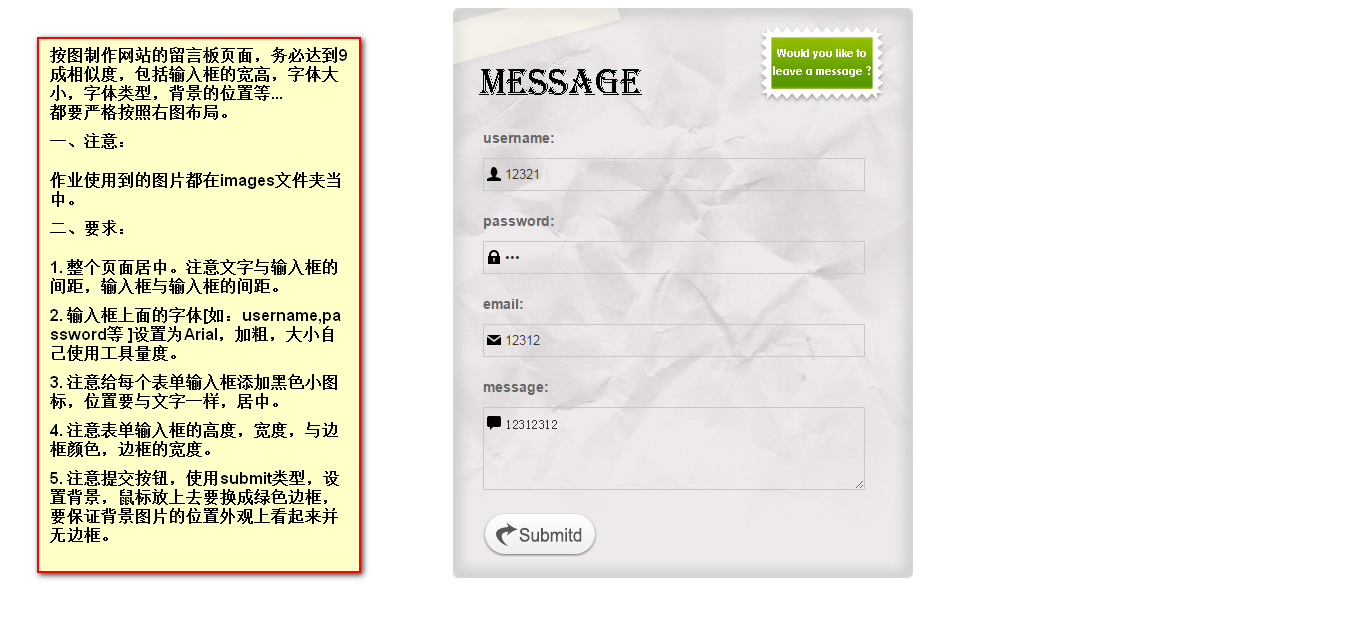 按图制作网站的留言板页面，务必达到9
成相似度，包括输入框的宽高，字体大
小，字体类型，背景的位置等...
都要严格按照右图布局。
一、注意：
作业使用到的图片都在images文件夹当
中。
二、要求：
1. 整个页面居中。注意文字与输入框的
间距，输入框与输入框的间距。
2. 输入框上面的字体[如：username,pa
ssword等 ]设置为Arial，加粗，大小自
己使用工具量度。
3. 注意给每个表单输入框添加黑色小图
标，位置要与文字一样，居中。
4. 注意表单输入框的高度，宽度，与边
框颜色，边框的宽度。
5. 注意提交按钮，使用submit类型，设
置背景，鼠标放上去要换成绿色边框，
要保证背景图片的位置外观上看起来并
无边框。
MESSAGE
Would you like to
leave a message ?
username:
12321
password:
•••
email:
12312
message:
12312312
Submitd